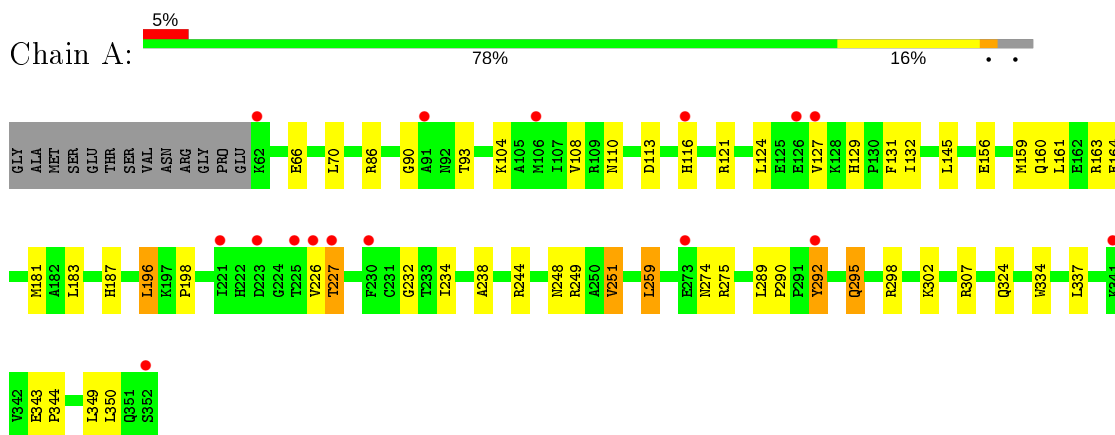 5%
Chain A:
78%
16%
GLY ALA MET SER GLU THR SER VAL ASN ARG GLY PRO GLU K62 E66 L70 R86 G90 A91 N92 T93 K104 A105 M106 I107 V108 R109 N110 D113 H116 R121 L124 E125 E126 V127 K128 H129 P130 F131 I132 L145 E156 M159 Q160 L161 E162 R163
M181 A182 L183 H187 L196 K197 P198 I221 H222 D223 G224 T225 V226 T227 F230 C231 G232 T233 I234 A238 R244 N248 R249 A250 V251 L259 E273 N274 R275 L289 P290 P291 Y292 Q295 R298 K302 R307 Q324 W334 L337 K341
V342 E343 P344 L349 L350 Q351 S352